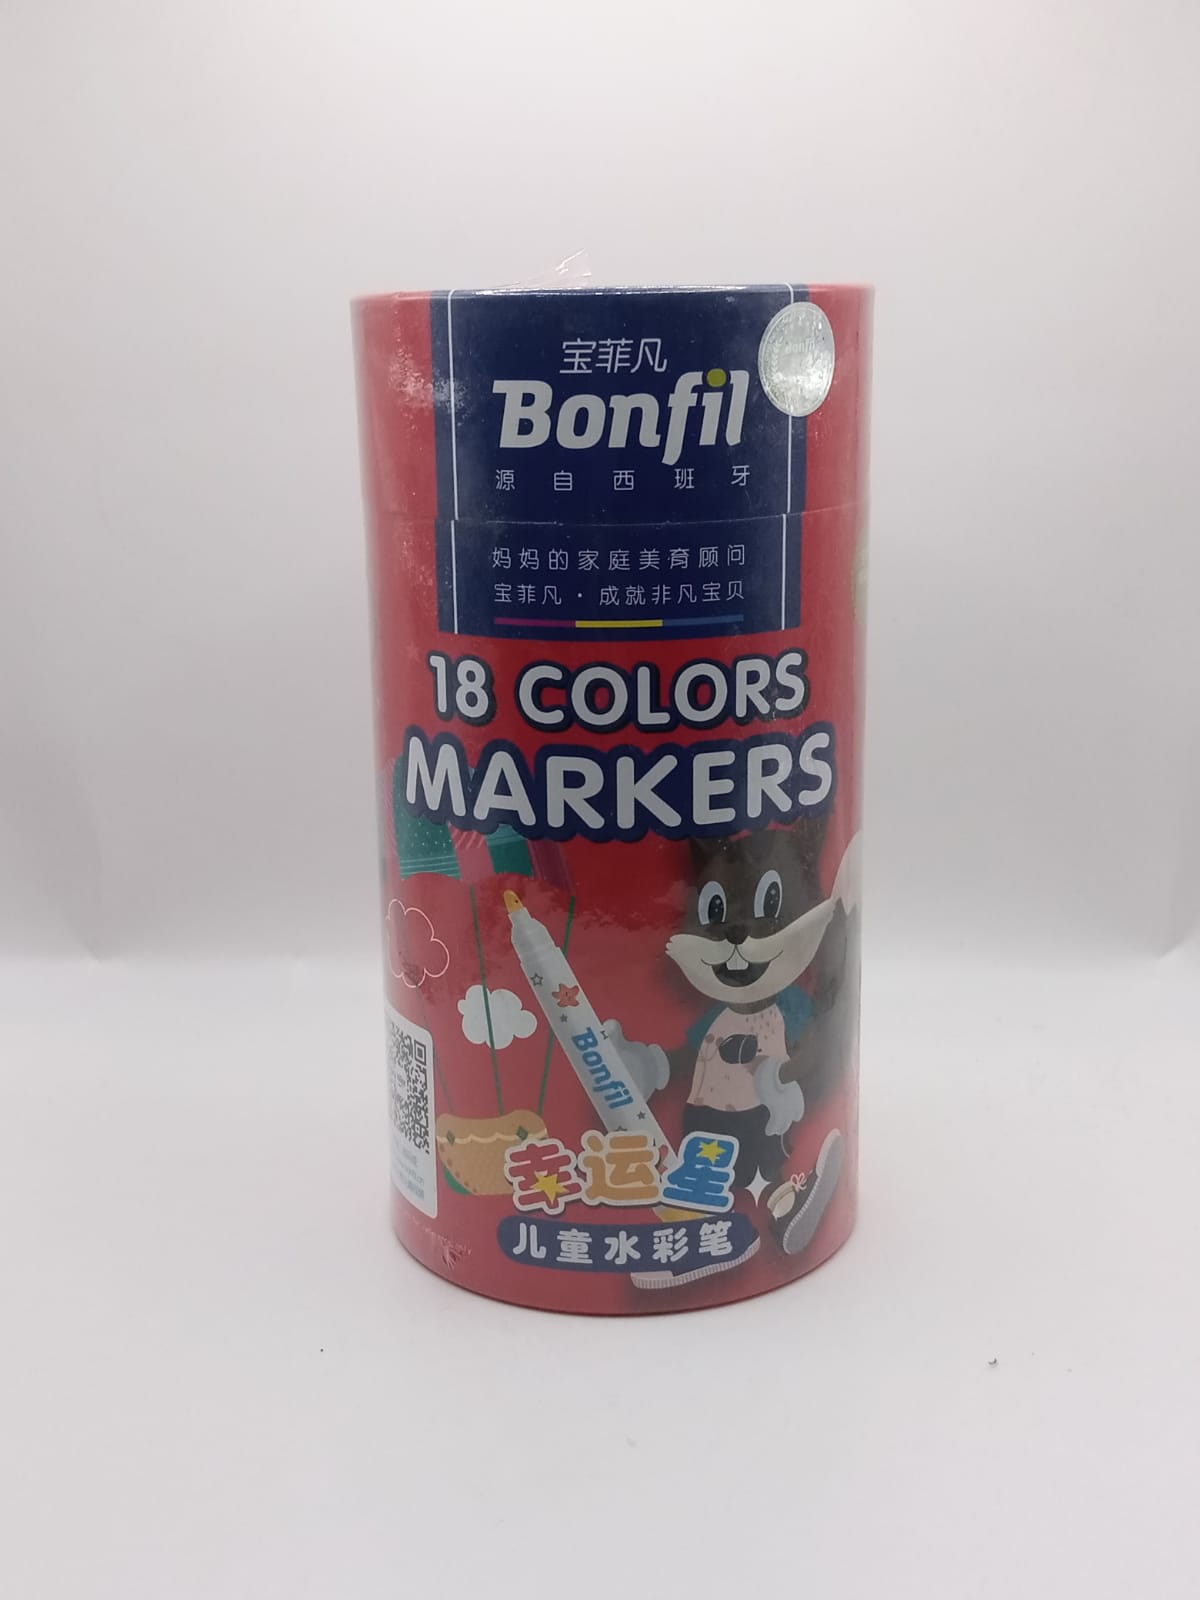 宝菲凡
Bonfil
源自西班牙
妈妈的家庭美育顾问
宝菲凡·成就非凡宝贝
18 COLORS
MARKERS
Bonfil
幸运星
儿童水彩笔